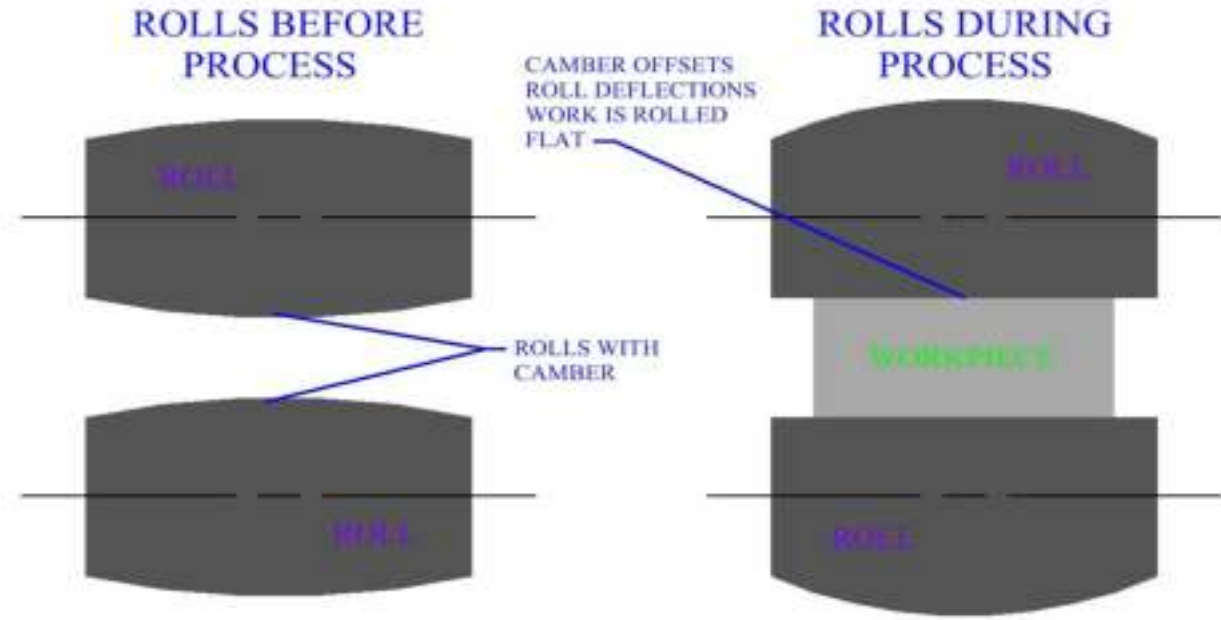 ROLLS BEFORE
PROCESS
ROLLS DURING
PROCESS
CAMBER OFFSETS
ROLL DEFLECTIONS
WORK IS ROLLED
FLAT
ROLL
ROLL
WORKPIECE
ROLLS WITH
CAMBER
ROLL
ROLL